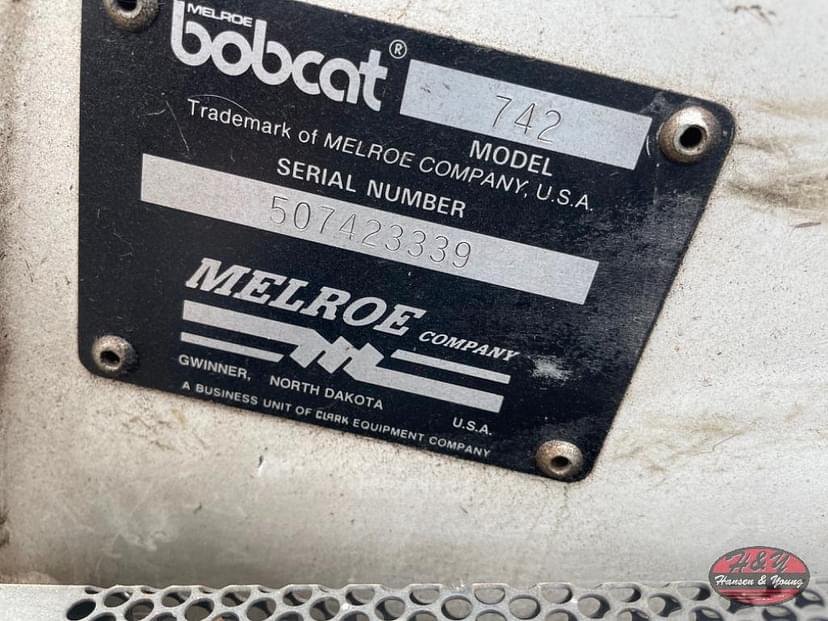 MELROE
bobcat®
742
MODEL
Trademark of MELROE COMPANY, U.S.A.
SERIAL NUMBER
507423339
MELROE COMPANY
GWINNER, NORTH DAKOTA U.S.A.
A BUSINESS UNIT OF CLARK EQUIPMENT COMPANY
H&Y
Hansen & Young